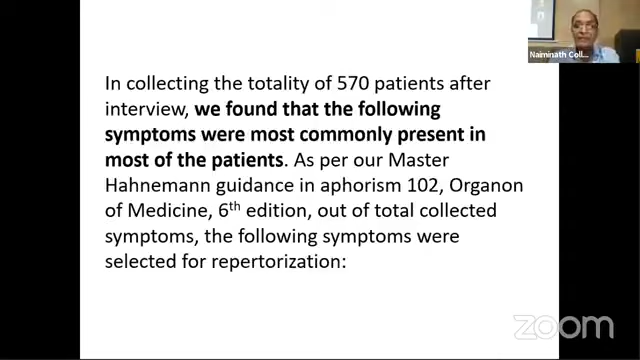 Naiminath Coll...
In collecting the totality of 570 patients after
interview, we found that the following
symptoms were most commonly present in
most of the patients. As per our Master
Hahnemann guidance in aphorism 102, Organon
of Medicine, 6th edition, out of total collected
symptoms, the following symptoms were
selected for repertorization:
zoom